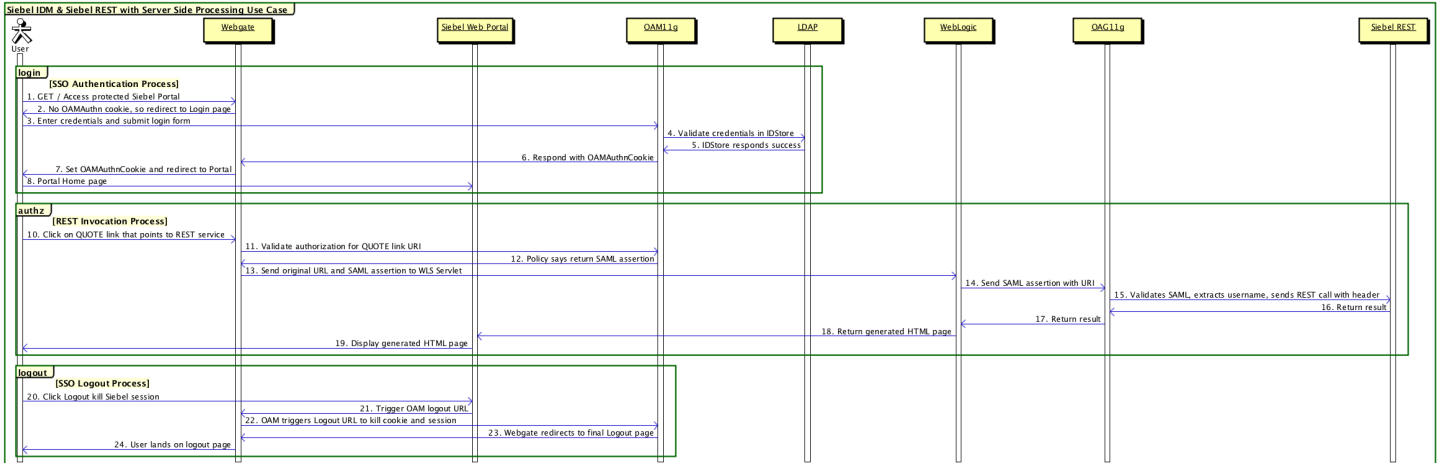 Siebel IDM & Siebel REST with Server Side Processing Use Case
User
Webgate
Siebel Web Portal
OAM11g
LDAP
WebLogic
OAG11g
Siebel REST
login
[SSO Authentication Process]
1. GET / Access protected Siebel Portal
2. No OAMAuthn cookie, so redirect to Login page
3. Enter credentials and submit login form
4. Validate credentials in IDStore
5. IDStore responds success
6. Respond with OAMAuthnCookie
7. Set OAMAuthnCookie and redirect to Portal
8. Portal Home page
authz
[REST Invocation Process]
10. Click on QUOTE link that points to REST service
11. Validate authorization for QUOTE link URI
12. Policy says return SAML assertion
13. Send original URL and SAML assertion to WLS Servlet
14. Send SAML assertion with URI
15. Validates SAML, extracts username, sends REST call with header
16. Return result
17. Return result
18. Return generated HTML page
19. Display generated HTML page
logout
[SSO Logout Process]
20. Click Logout kill Siebel session
21. Trigger OAM logout URL
22. OAM triggers Logout URL to kill cookie and session
23. Webgate redirects to final Logout page
24. User lands on logout page